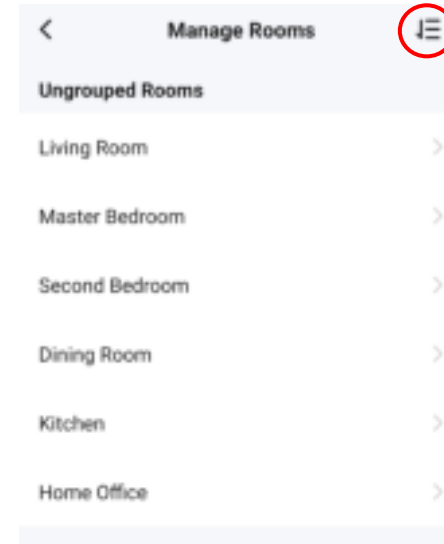 Manage Rooms
Ungrouped Rooms
Living Room
Master Bedroom
Second Bedroom
Dining Room
Kitchen
Home Office